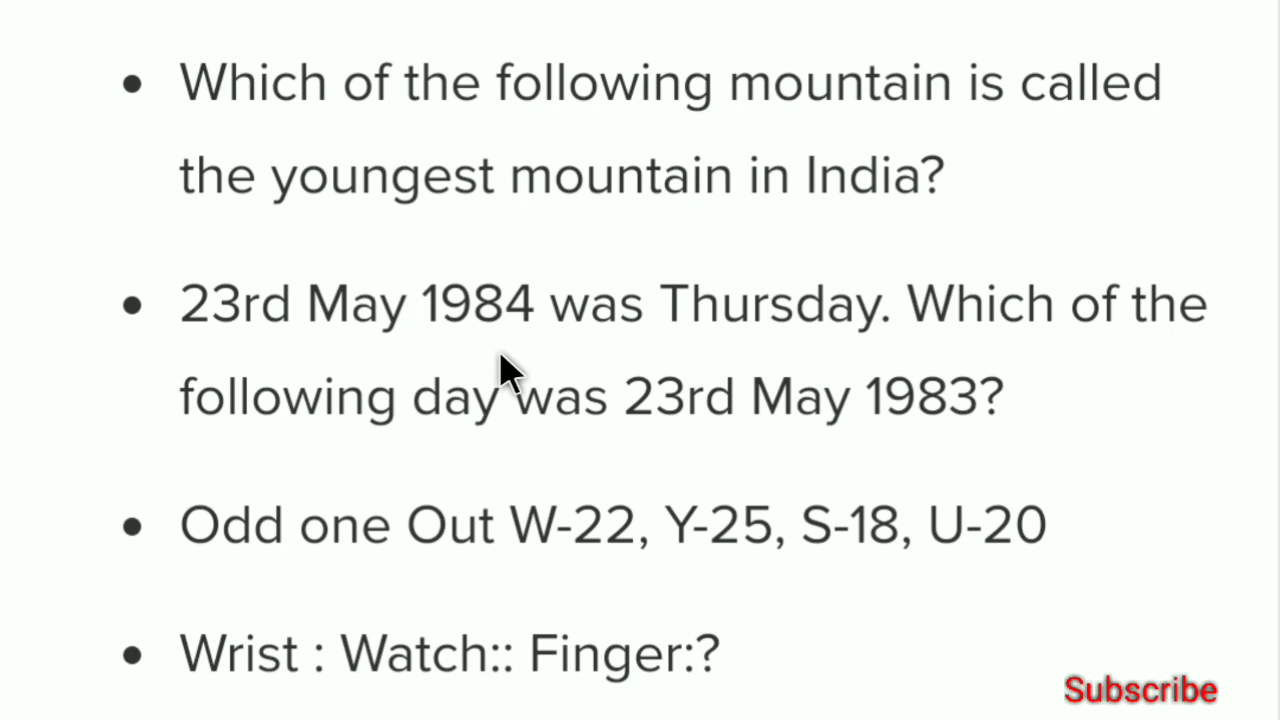 • Which of the following mountain is called
the youngest mountain in India?
• 23rd May 1984 was Thursday. Which of the
following day was 23rd May 1983?
• Odd one Out W-22, Y-25, S-18, U-20
• Wrist : Watch:: Finger:?
Subscribe